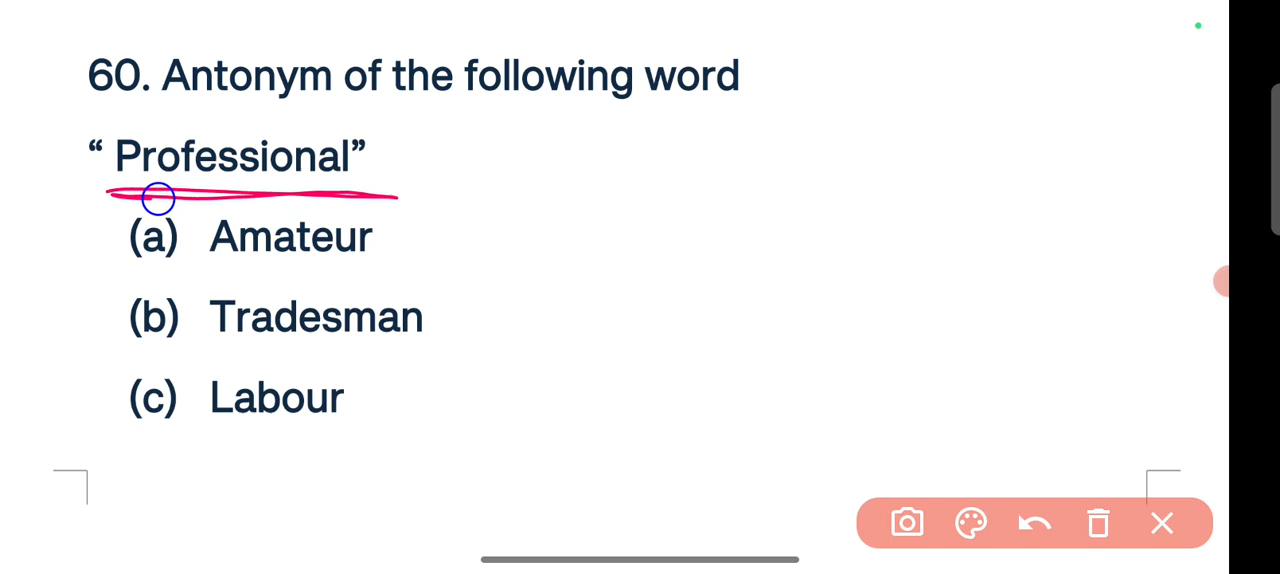 60. Antonym of the following word
“ Professional”
(a) Amateur
(b) Tradesman
(c) Labour